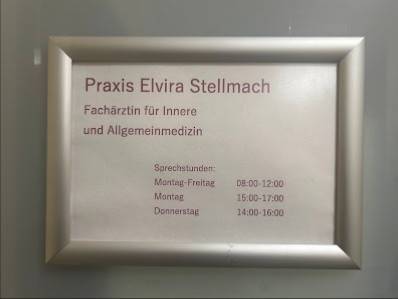 Praxis Elvira Stellmach
Fachärztin für Innere
und Allgemeinmedizin
Sprechstunden:
Montag-Freitag 08:00-12:00
Montag 15:00-17:00
Donnerstag 14:00-16:00